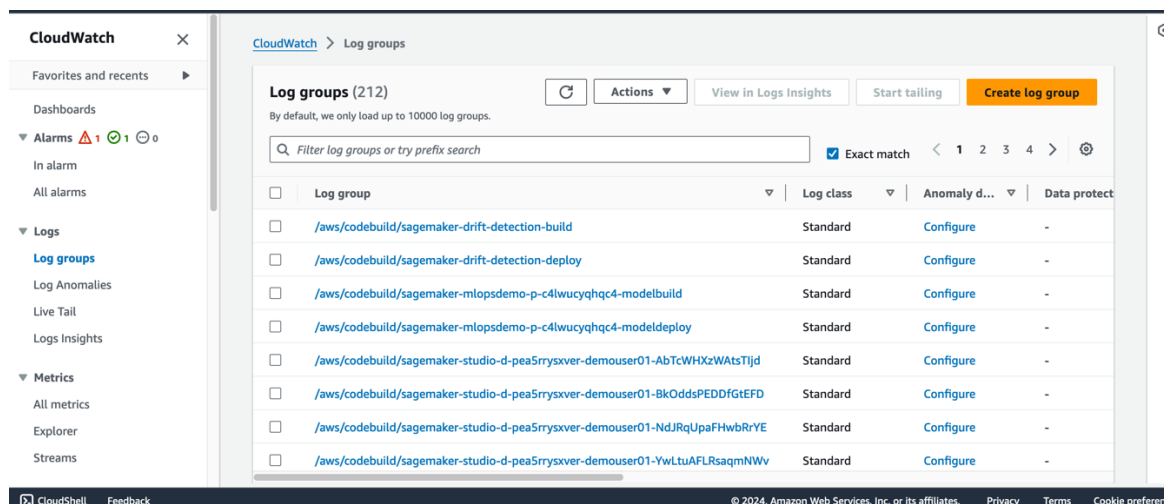 CloudWatch
Favorites and recents
Dashboards
Alarms 1 1 0
In alarm
All alarms
Logs
Log groups
Log Anomalies
Live Tail
Logs Insights
Metrics
All metrics
Explorer
Streams
CloudWatch > Log groups
Log groups (212)
Actions
View in Logs Insights
Start tailing
Create log group
By default, we only load up to 10000 log groups.
Filter log groups or try prefix search
Exact match
1 2 3 4
Log group Log class Anomaly d... Data protect
/aws/codebuild/sagemaker-drift-detection-build Standard Configure -
/aws/codebuild/sagemaker-drift-detection-deploy Standard Configure -
/aws/codebuild/sagemaker-mlopsdemo-p-c4lwucyqhqc4-modelbuild Standard Configure -
/aws/codebuild/sagemaker-mlopsdemo-p-c4lwucyqhqc4-modeldeploy Standard Configure -
/aws/codebuild/sagemaker-studio-d-pea5rrysxver-demouser01-AbTcWHXzWAtsTIjd Standard Configure -
/aws/codebuild/sagemaker-studio-d-pea5rrysxver-demouser01-BkOddsPEDDfGtEFD Standard Configure -
/aws/codebuild/sagemaker-studio-d-pea5rrysxver-demouser01-NdJRqUpaFHwbRrYE Standard Configure -
/aws/codebuild/sagemaker-studio-d-pea5rrysxver-demouser01-YwLtuAFLRsaqmNWv Standard Configure -
CloudShell Feedback © 2024, Amazon Web Services, Inc. or its affiliates. Privacy Terms Cookie preferen